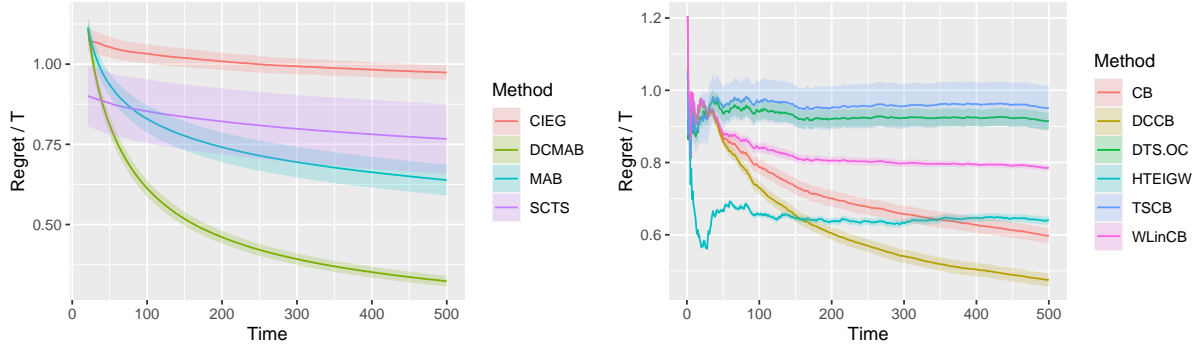 Regret / T
1.00
0.75
0.50
0
100
200
300
400
500
Time
Method
CIEG
DCMAB
MAB
SCTS
Regret / T
1.2
1.0
0.8
0.6
0
100
200
300
400
500
Time
Method
CB
DCCB
DTS.OC
HTEIGW
TSCB
WLinCB